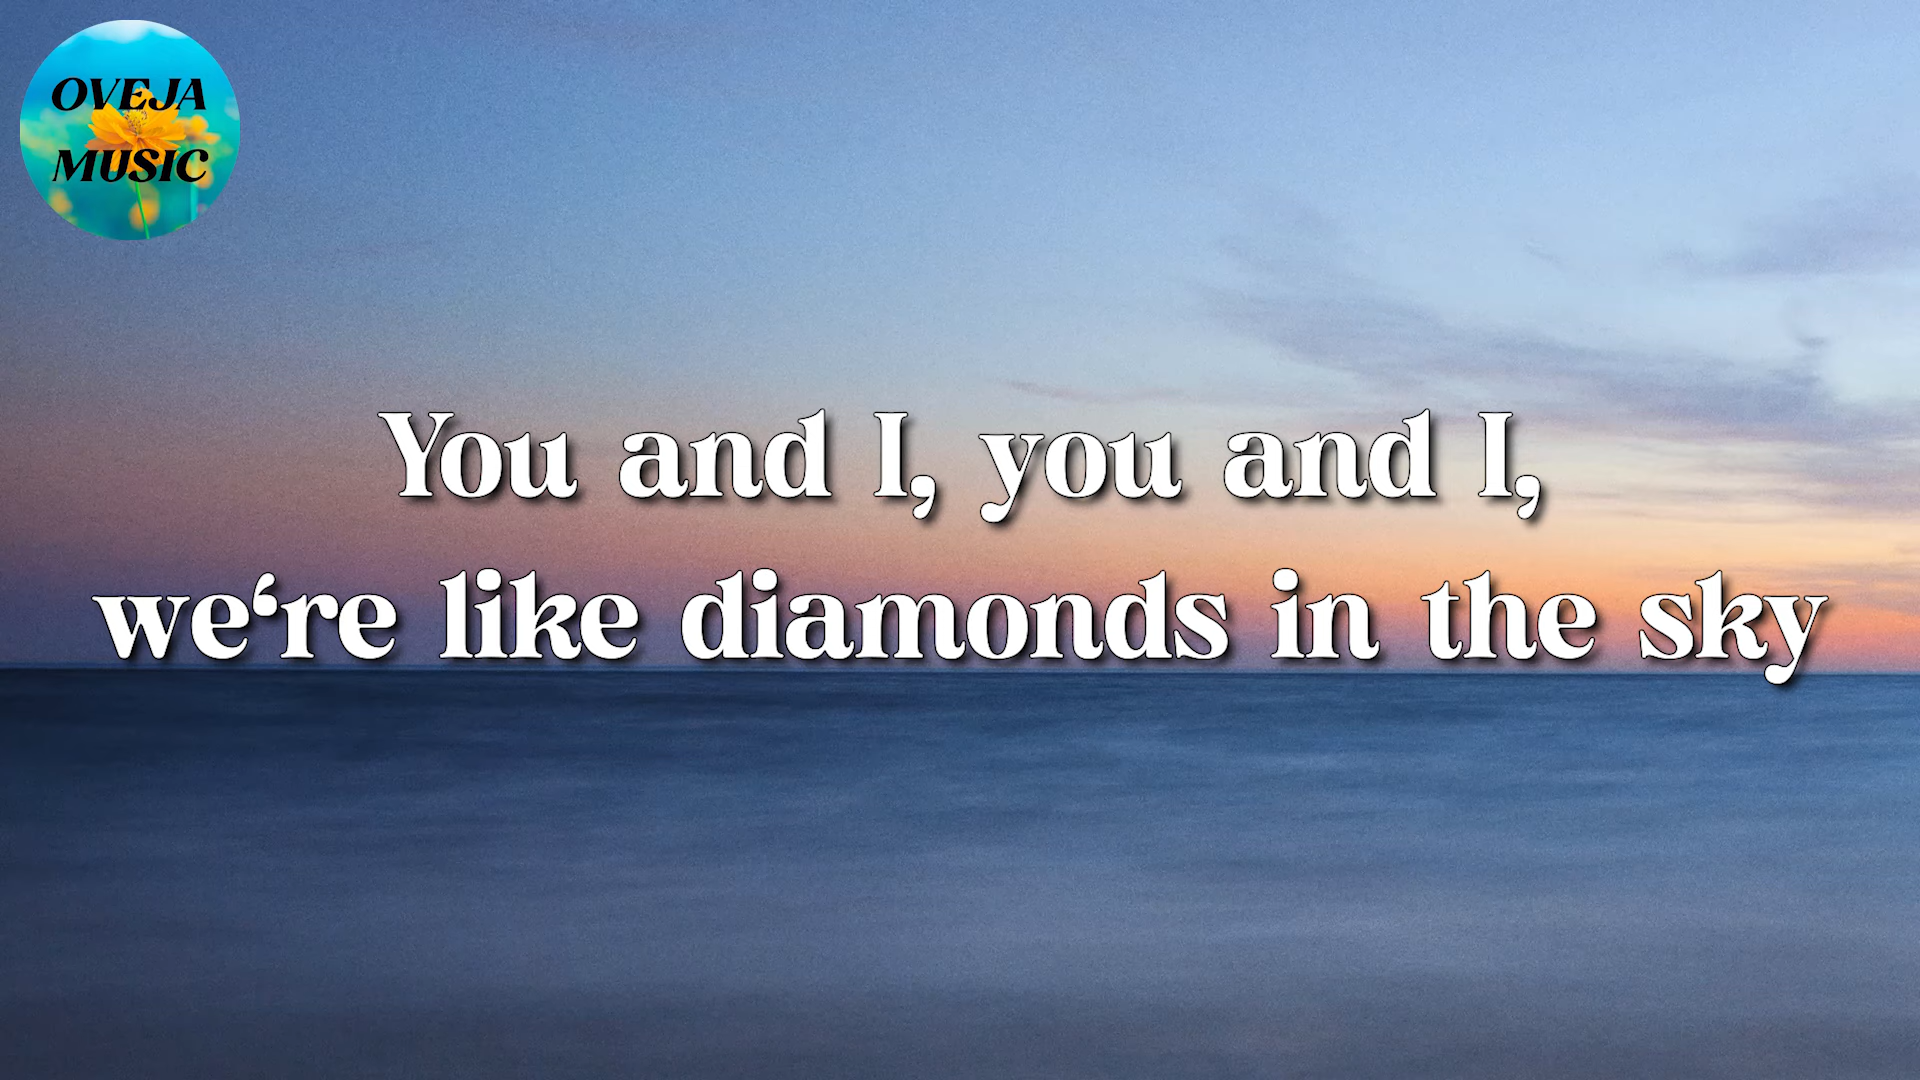 OVEJA
MUSIC
You and I, you and I,
we‘re like diamonds in the sky